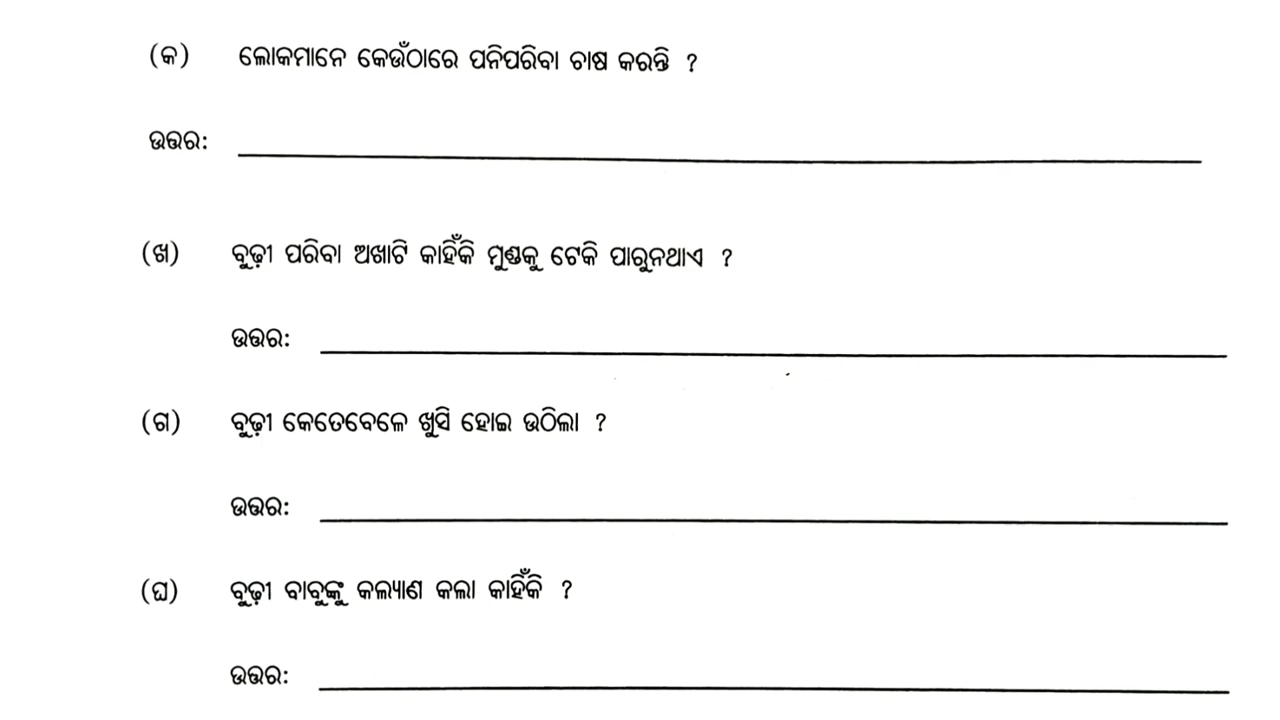 (କ) ଲୋକମାନେ କେଉଁଠାରେ ପନିପରିବା ଚାଷ କରନ୍ତି ?
ଉତ୍ତର:
(ଖ) ବୁଢ଼ୀ ପରିବା ଅଖାଟି କାହିଁକି ମୁଣ୍ଡକୁ ଟେକି ପାରୁନଥାଏ ?
ଉତ୍ତର:
(ଗ) ବୁଢ଼ୀ କେତେବେଳେ ଖୁସି ହୋଇ ଉଠିଲା ?
ଉତ୍ତର:
(ଘ) ବୁଢ଼ୀ ବାବୁଙ୍କୁ କଲ୍ୟାଣ କଲା କାହିଁକି ?
ଉତ୍ତର: